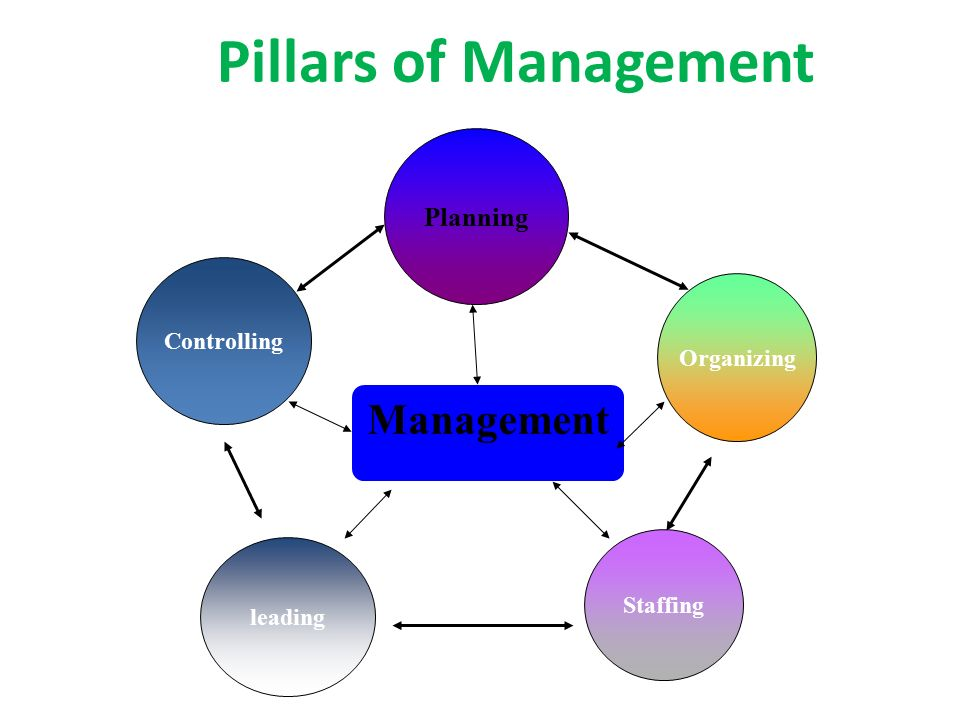 Pillars of Management
Planning
Controlling
Organizing
Management
leading
Staffing